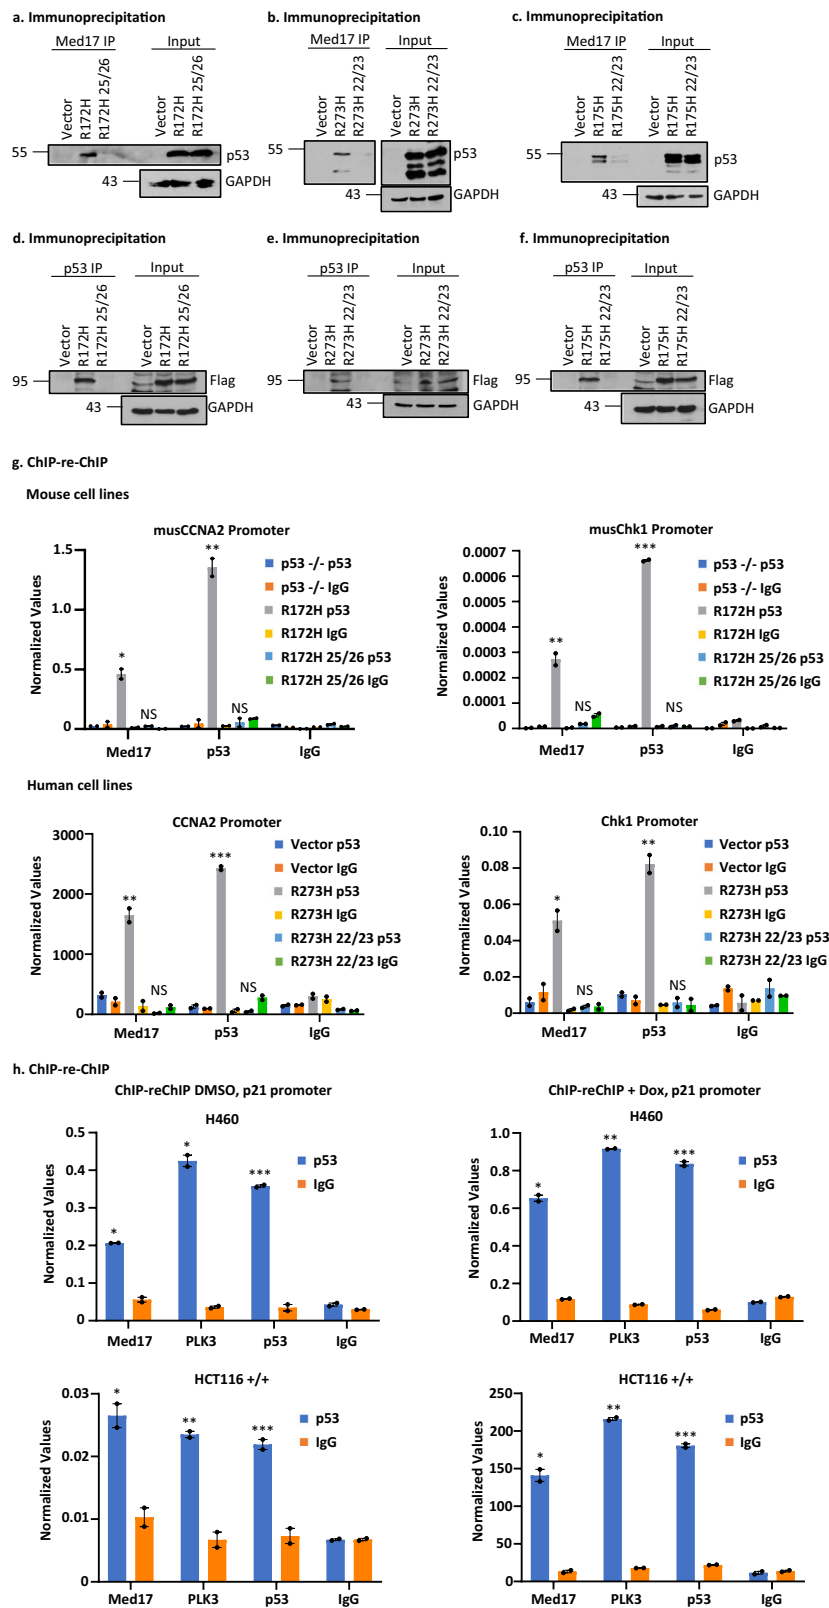 a. Immunoprecipitation
Med17 IP Input
Vector R172H R172H 25/26 Vector R172H R172H 25/26
55 p53
43 GAPDH
b. Immunoprecipitation
Med17 IP Input
Vector R273H R273H 22/23 Vector R273H R273H 22/23
55 p53
43 GAPDH
c. Immunoprecipitation
Med17 IP Input
Vector R175H R175H 22/23 Vector R175H R175H 22/23
55 p53
43 GAPDH
d. Immunoprecipitation
p53 IP Input
Vector R172H R172H 25/26 Vector R172H R172H 25/26
95 Flag
43 GAPDH
e. Immunoprecipitation
p53 IP Input
Vector R273H R273H 22/23 Vector R273H R273H 22/23
95 Flag
43 GAPDH
f. Immunoprecipitation
p53 IP Input
Vector R175H R175H 22/23 Vector R175H R175H 22/23
95 Flag
43 GAPDH
g. ChIP-re-ChIP
Mouse cell lines
musCCNA2 Promoter
Normalized Values
1.5
1.0
0.5
0
* NS ** NS
Med17 p53 IgG
p53 -/- p53
p53 -/- IgG
R172H p53
R172H IgG
R172H 25/26 p53
R172H 25/26 IgG
musChk1 Promoter
Normalized Values
0.0007
0.0006
0.0005
0.0004
0.0003
0.0002
0.0001
0
** NS *** NS
Med17 p53 IgG
p53 -/- p53
p53 -/- IgG
R172H p53
R172H IgG
R172H 25/26 p53
R172H 25/26 IgG
Human cell lines
CCNA2 Promoter
Normalized Values
3000
2000
1000
0
** NS *** NS
Med17 p53 IgG
Vector p53
Vector IgG
R273H p53
R273H IgG
R273H 22/23 p53
R273H 22/23 IgG
Chk1 Promoter
Normalized Values
0.10
0.08
0.06
0.04
0.02
0
* NS ** NS
Med17 p53 IgG
Vector p53
Vector IgG
R273H p53
R273H IgG
R273H 22/23 p53
R273H 22/23 IgG
h. ChIP-re-ChIP
ChIP-reChIP DMSO, p21 promoter
H460
Normalized Values
0.5
0.4
0.3
0.2
0.1
0
* * ***
Med17 PLK3 p53 IgG
p53
IgG
ChIP-reChIP + Dox, p21 promoter
H460
Normalized Values
1.0
0.8
0.6
0.4
0.2
0
* ** ***
Med17 PLK3 p53 IgG
p53
IgG
HCT116 +/+
Normalized Values
0.03
0.02
0.01
0
* ** ***
Med17 PLK3 p53 IgG
p53
IgG
HCT116 +/+
Normalized Values
250
200
150
100
50
0
* ** ***
Med17 PLK3 p53 IgG
p53
IgG